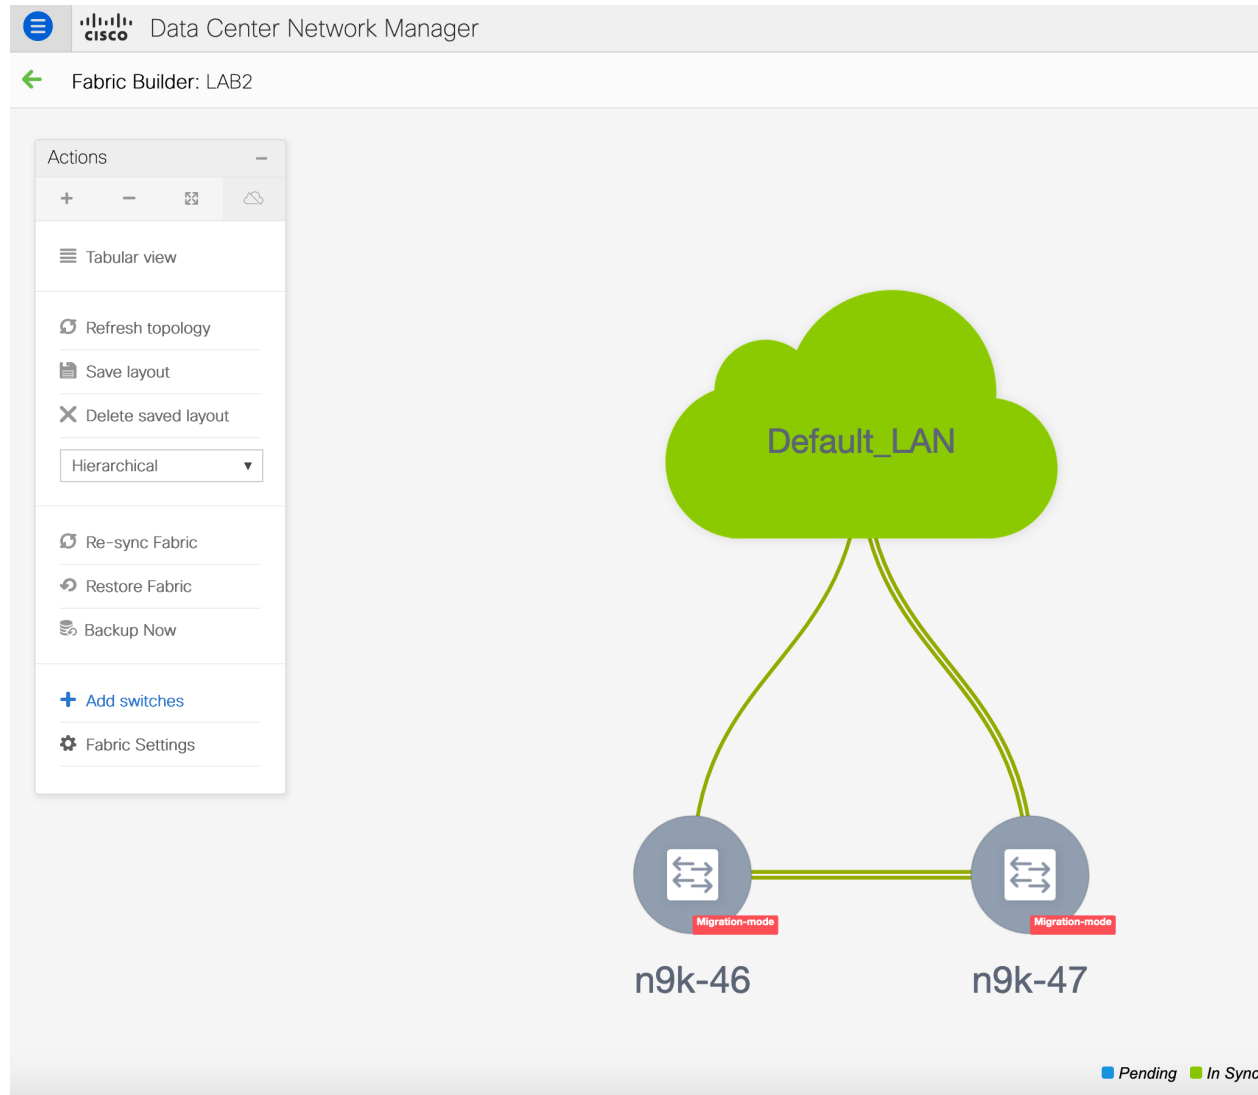 cisco Data Center Network Manager
Fabric Builder: LAB2
Actions
Tabular view
Refresh topology
Save layout
Delete saved layout
Hierarchical
Re-sync Fabric
Restore Fabric
Backup Now
Add switches
Fabric Settings
Default_LAN
Migration-mode
Migration-mode
n9k-46
n9k-47
Pending In Sync